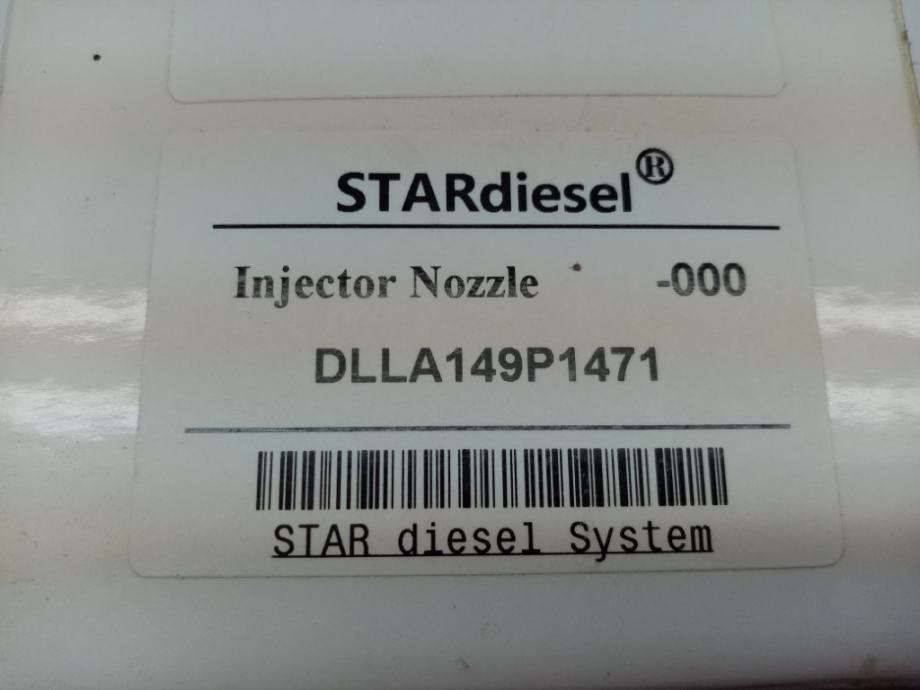 STARdiesel®
Injector Nozzle -000
DLLA149P1471
STAR diesel System